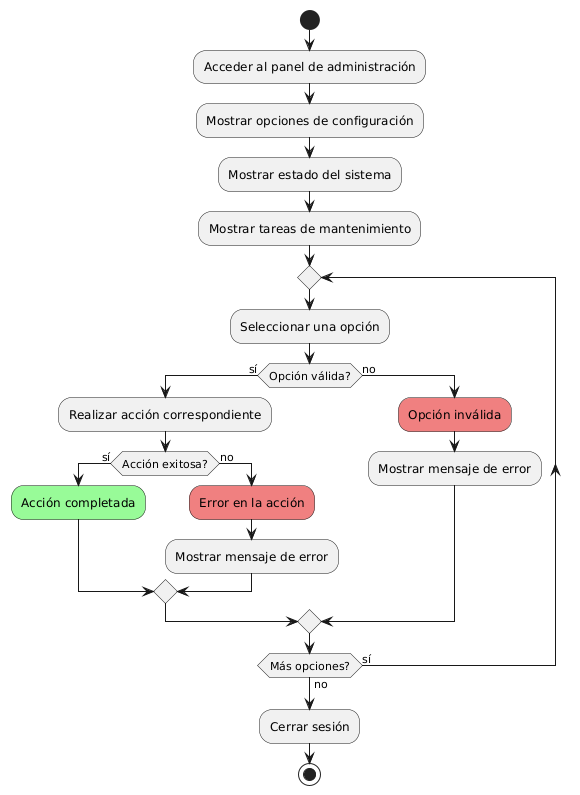 Acceder al panel de administración
Mostrar opciones de configuración
Mostrar estado del sistema
Mostrar tareas de mantenimiento
Seleccionar una opción
sí
Opción válida?
no
Realizar acción correspondiente
Opción inválida
Mostrar mensaje de error
sí
Acción exitosa?
no
Acción completada
Error en la acción
Mostrar mensaje de error
Más opciones?
sí
no
Cerrar sesión